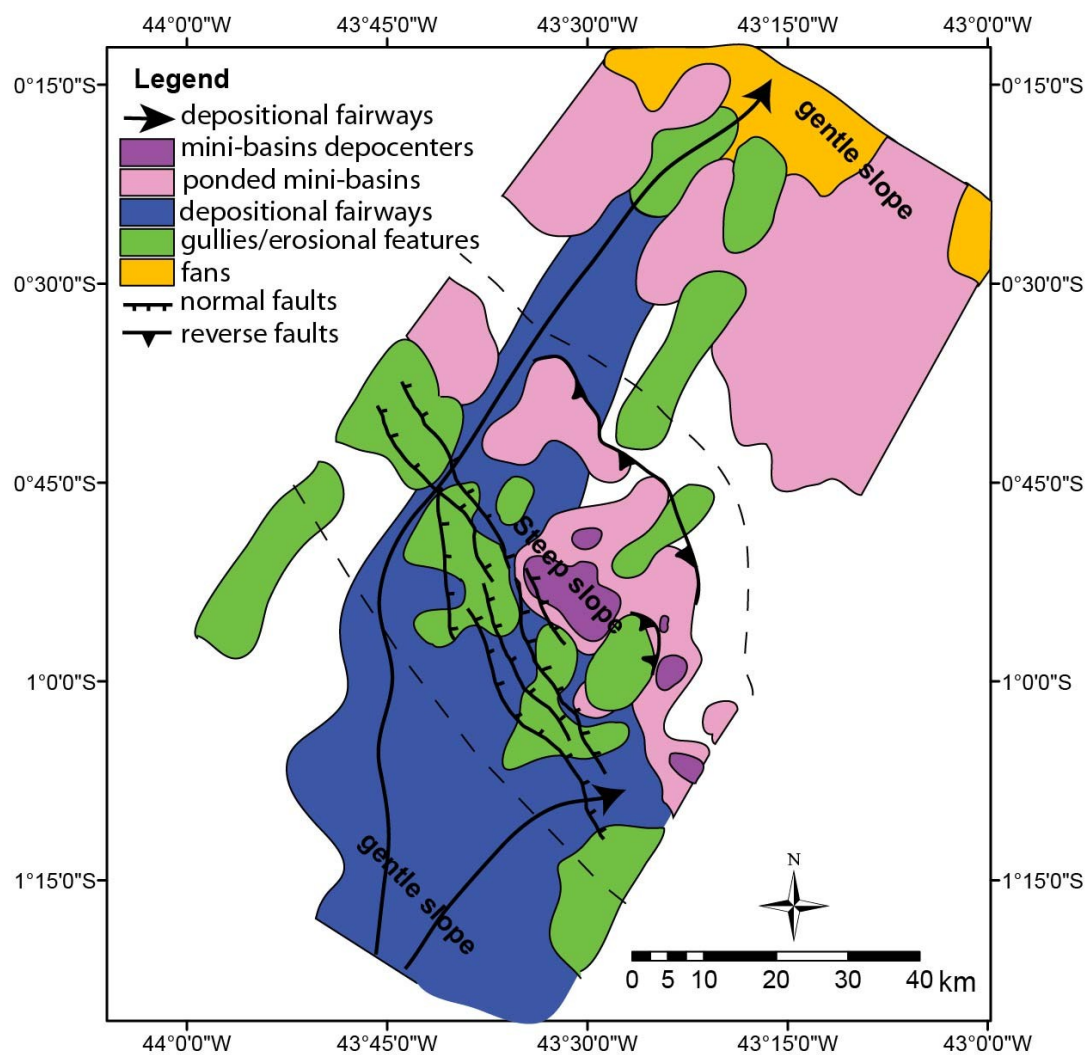 44°0'0"W 43°45'0"W 43°30'0"W 43°15'0"W 43°0'0"W
0°15'0"S
0°30'0"S
0°45'0"S
1°0'0"S
1°15'0"S
Legend
depositional fairways
mini-basins depocenters
ponded mini-basins
depositional fairways
gullies/erosional features
fans
normal faults
reverse faults
gentle slope
Steep slope
gentle slope
N
0 5 10 20 30 40 km
0°15'0"S
0°30'0"S
0°45'0"S
1°0'0"S
1°15'0"S
44°0'0"W 43°45'0"W 43°30'0"W 43°15'0"W 43°0'0"W